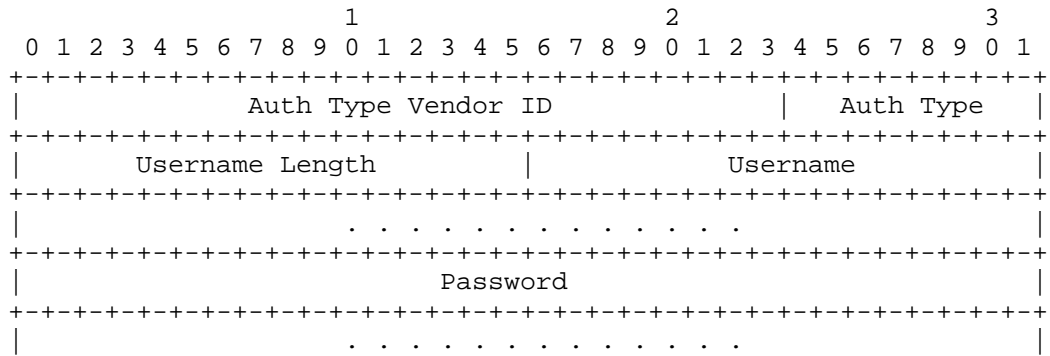 1                   2                   3
 0 1 2 3 4 5 6 7 8 9 0 1 2 3 4 5 6 7 8 9 0 1 2 3 4 5 6 7 8 9 0 1
+-+-+-+-+-+-+-+-+-+-+-+-+-+-+-+-+-+-+-+-+-+-+-+-+-+-+-+-+-+-+-+-+
|              Auth Type Vendor ID              |   Auth Type   |
+-+-+-+-+-+-+-+-+-+-+-+-+-+-+-+-+-+-+-+-+-+-+-+-+-+-+-+-+-+-+-+-+
|       Username Length         |            Username           |
+-+-+-+-+-+-+-+-+-+-+-+-+-+-+-+-+-+-+-+-+-+-+-+-+-+-+-+-+-+-+-+-+
|                    . . . . . . . . . . . . .                  |
+-+-+-+-+-+-+-+-+-+-+-+-+-+-+-+-+-+-+-+-+-+-+-+-+-+-+-+-+-+-+-+-+
|                          Password                             |
+-+-+-+-+-+-+-+-+-+-+-+-+-+-+-+-+-+-+-+-+-+-+-+-+-+-+-+-+-+-+-+-+
|                    . . . . . . . . . . . . .                  |